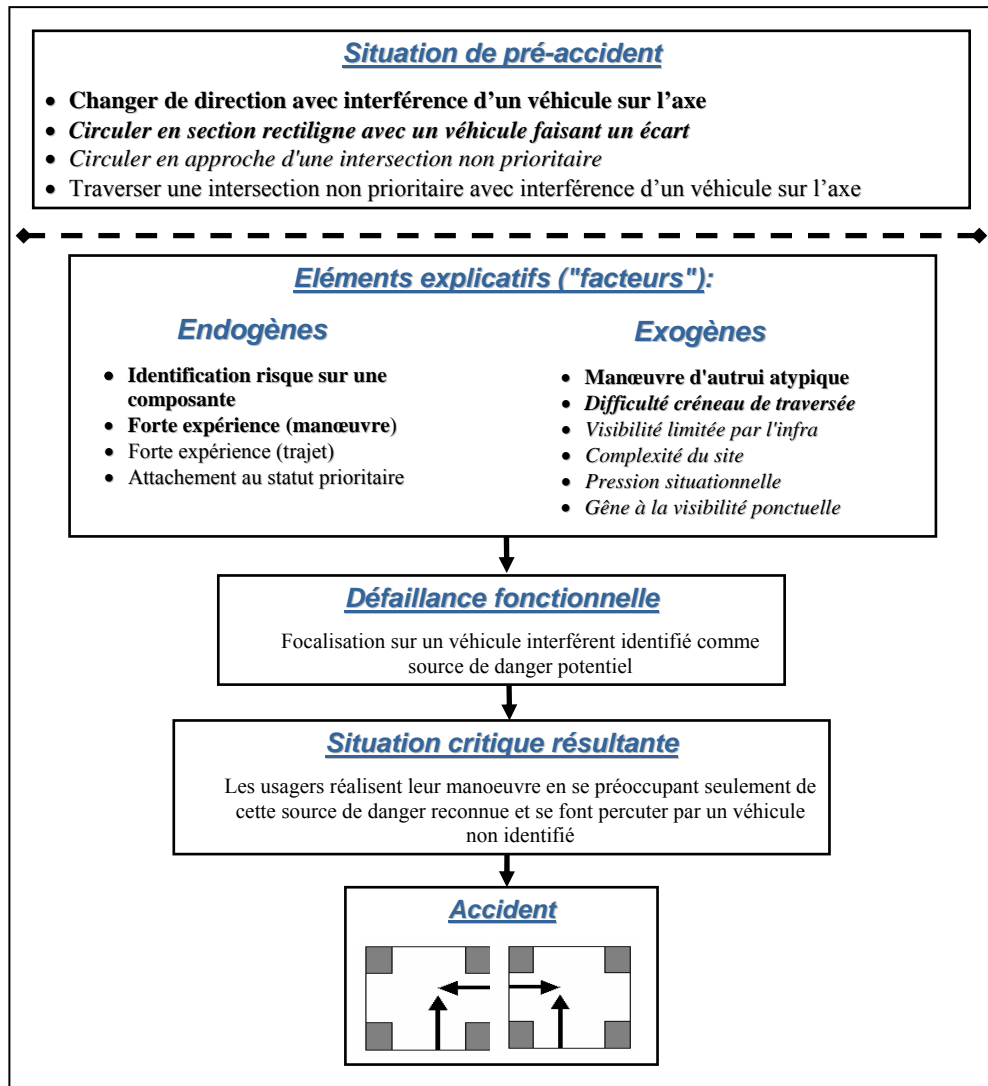 Situation de pré-accident
• Changer de direction avec interférence d’un véhicule sur l’axe
• Circuler en section rectiligne avec un véhicule faisant un écart
• Circuler en approche d'une intersection non prioritaire
• Traverser une intersection non prioritaire avec interférence d’un véhicule sur l’axe
Eléments explicatifs ("facteurs"):
Endogènes
• Identification risque sur une
composante
• Forte expérience (manœuvre)
• Forte expérience (trajet)
• Attachement au statut prioritaire
Exogènes
• Manœuvre d'autrui atypique
• Difficulté créneau de traversée
• Visibilité limitée par l'infra
• Complexité du site
• Pression situationnelle
• Gêne à la visibilité ponctuelle
Défaillance fonctionnelle
Focalisation sur un véhicule interférent identifié comme
source de danger potentiel
Situation critique résultante
Les usagers réalisent leur manoeuvre en se préoccupant seulement de
cette source de danger reconnue et se font percuter par un véhicule
non identifié
Accident